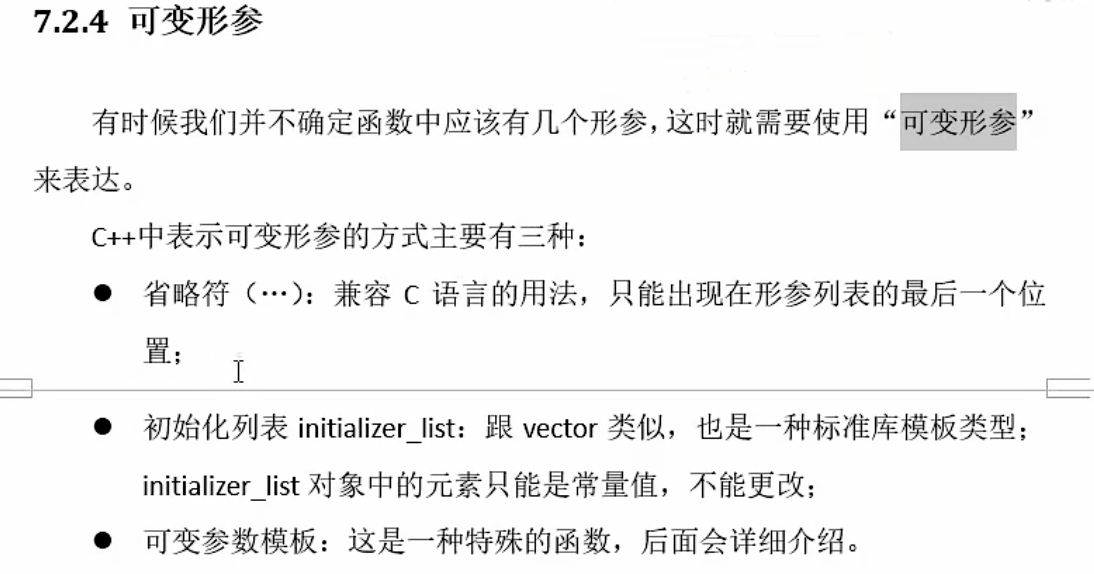 7.2.4 可变形参
有时候我们并不确定函数中应该有几个形参，这时就需要使用“可变形参”
来表达。
C++中表示可变形参的方式主要有三种：
● 省略符（…）：兼容 C 语言的用法，只能出现在形参列表的最后一个位
置；
● 初始化列表 initializer_list：跟 vector 类似，也是一种标准库模板类型；
initializer_list 对象中的元素只能是常量值，不能更改；
● 可变参数模板：这是一种特殊的函数，后面会详细介绍。